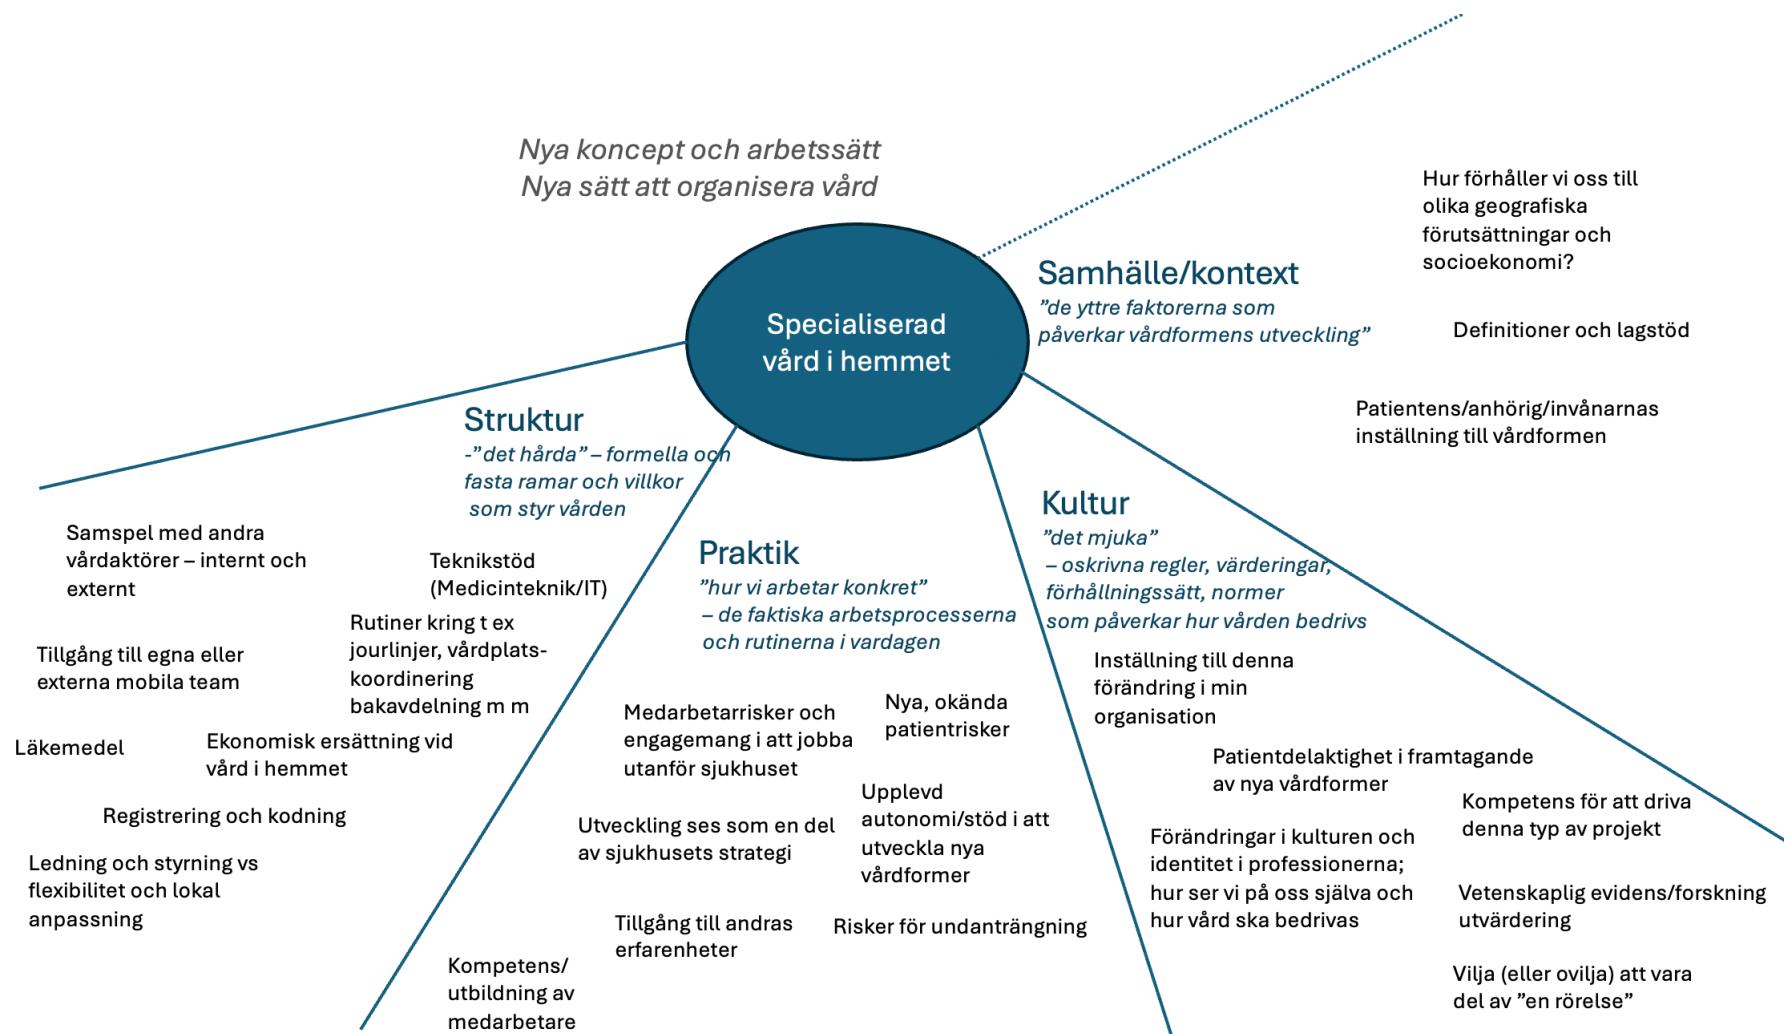 Nya koncept och arbetssätt
Nya sätt att organisera vård
Specialiserad
vård i hemmet
Samhälle/kontext
”de yttre faktorerna som
påverkar vårdformens utveckling”
Hur förhåller vi oss till
olika geografiska
förutsättningar och
socioekonomi?
Definitioner och lagstöd
Patientens/anhörig/invånarnas
inställning till vårdformen
Struktur
-”det hårda” – formella och
fasta ramar och villkor
som styr vården
Samspel med andra
vårdaktörer – internt och
externt
Teknikstöd
(Medicinteknik/IT)
Rutiner kring t ex
jourlinjer, vårdplats-
koordinering
bakavdelning m m
Tillgång till egna eller
externa mobila team
Läkemedel
Ekonomisk ersättning vid
vård i hemmet
Registrering och kodning
Ledning och styrning vs
flexibilitet och lokal
anpassning
Praktik
”hur vi arbetar konkret”
– de faktiska arbetsprocesserna
och rutinerna i vardagen
Medarbetarrisker och
engagemang i att jobba
utanför sjukhuset
Nya, okända
patientrisker
Utveckling ses som en del
av sjukhusets strategi
Upplevd
autonomi/stöd i att
utveckla nya
vårdformer
Tillgång till andras
erfarenheter
Risker för undanträngning
Kompetens/
utbildning av
medarbetare
Kultur
”det mjuka”
– oskrivna regler, värderingar,
förhållningssätt, normer
som påverkar hur vården bedrivs
Inställning till denna
förändring i min
organisation
Patientdelaktighet i framtagande
av nya vårdformer
Kompetens för att driva
denna typ av projekt
Förändringar i kulturen och
identitet i professionerna;
hur ser vi på oss själva och
hur vård ska bedrivas
Vetenskaplig evidens/forskning
utvärdering
Vilja (eller ovilja) att vara
del av ”en rörelse”